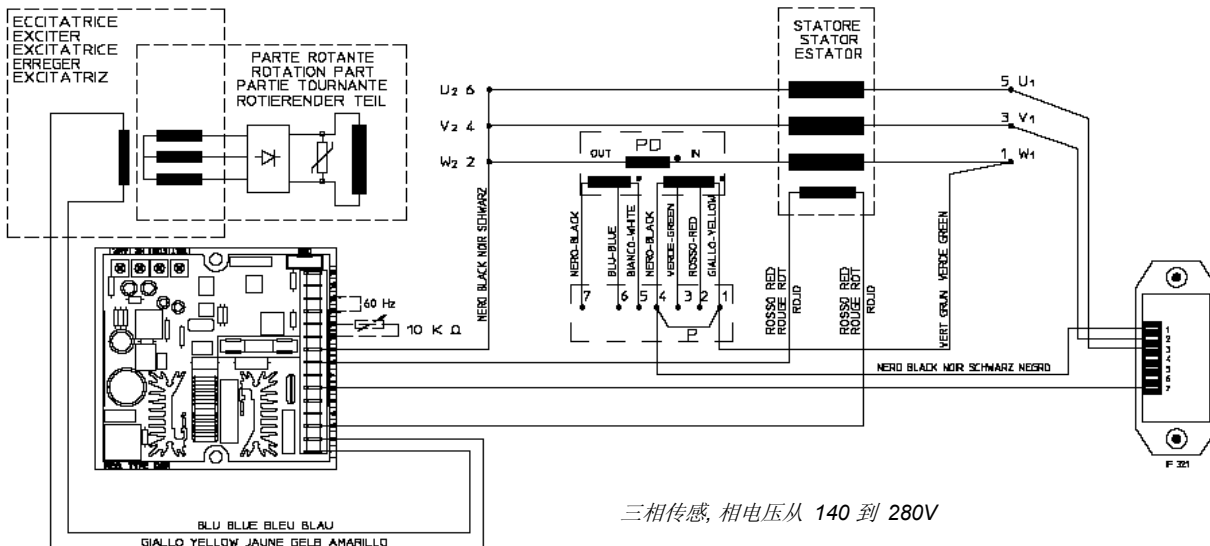 ECCITATRICE
EXCITER
EXCITATRICE
ERREGER
EXCITATRIZ
PARTE ROTANTE
ROTATION PART
PARTIE TOURNANTE
ROTIERENDER TEIL
STATORE
STATOR
ESTATOR
U2 6
V2 4
W2 2
5 U1
3 V1
1 W1
PD
OUT
IN
NERO-BLACK
BLU-BLUE
BIANCO-WHITE
NERO-BLACK
VERDE-GREEN
ROSSO-RED
GIALLO-YELLOW
7 6 5 4 3 2 1
P
NERO BLACK NOIR SCHWARZ
ROSSO RED
ROUGE ROT
ROJO
ROSSO RED
ROUGE ROT
ROJO
VERT GRUN VERDE GREEN
60 Hz
10 K Ω
NERO BLACK NOIR SCHWARZ NEGRO
1
2
3
4
5
6
7
IF 321
BLU BLUE BLEU BLAU
GIALLO YELLOW JAUNE GELB AMARILLO
三相传感, 相电压从 140 到 280V